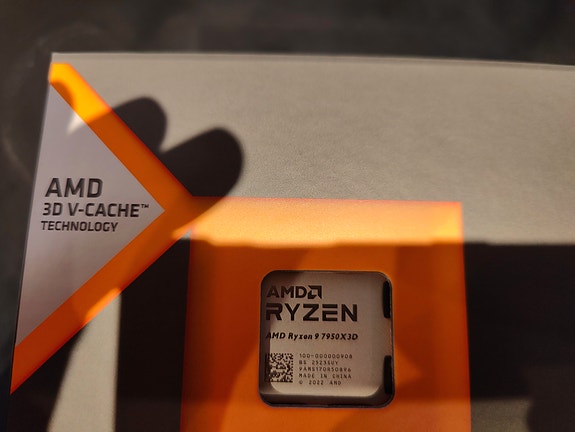 AMD
3D V-CACHE™
TECHNOLOGY
AMD
RYZEN
AMD Ryzen 9 7950X3D
100-000000908
MADE IN CHINA
© 2022 AMD